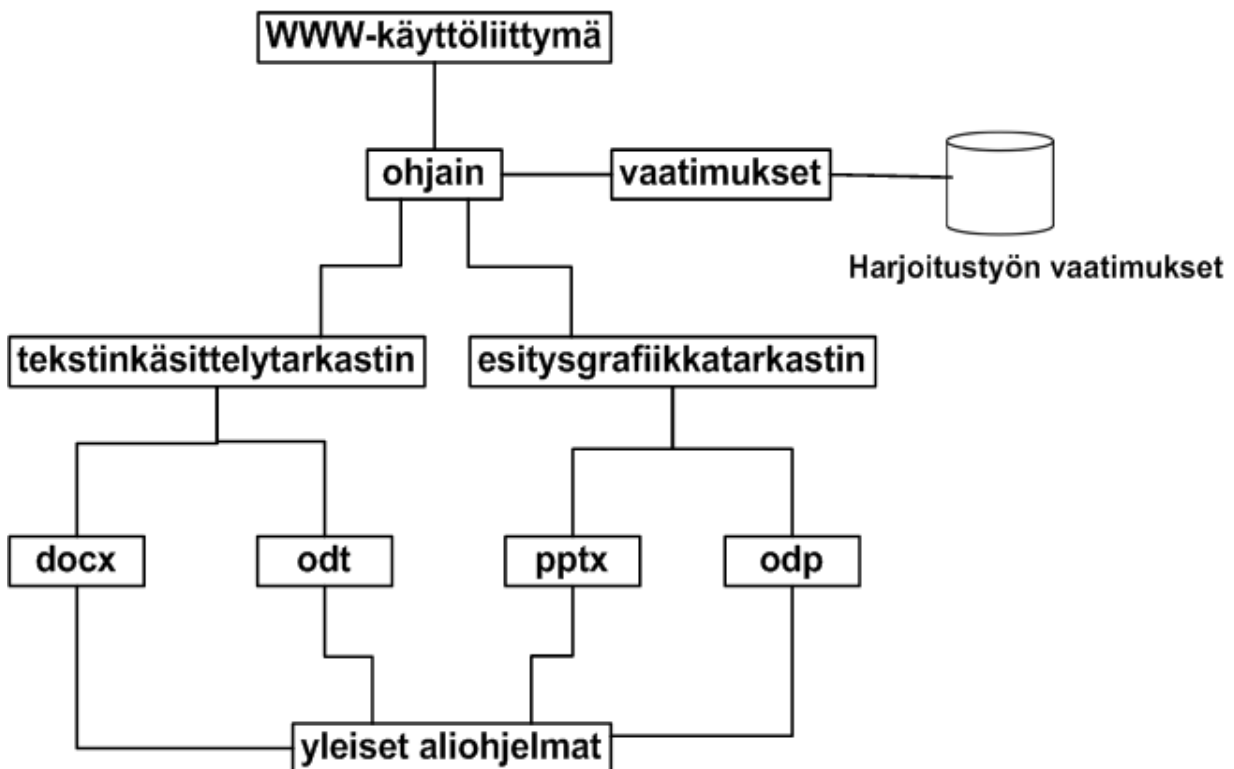 WWW-käyttöliittymä
ohjain
vaatimukset
Harjoitustyön vaatimukset
tekstinkäsittelytarkastin
esitysgrafiikkatarkastin
docx
odt
pptx
odp
yleiset aliohjelmat